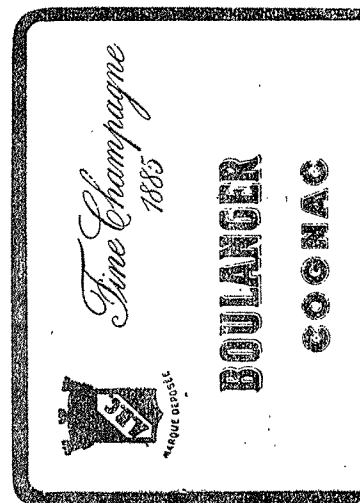 Fine Champagne
1885
BOULANGER
COGNAC
MARQUE DEPOSÉE